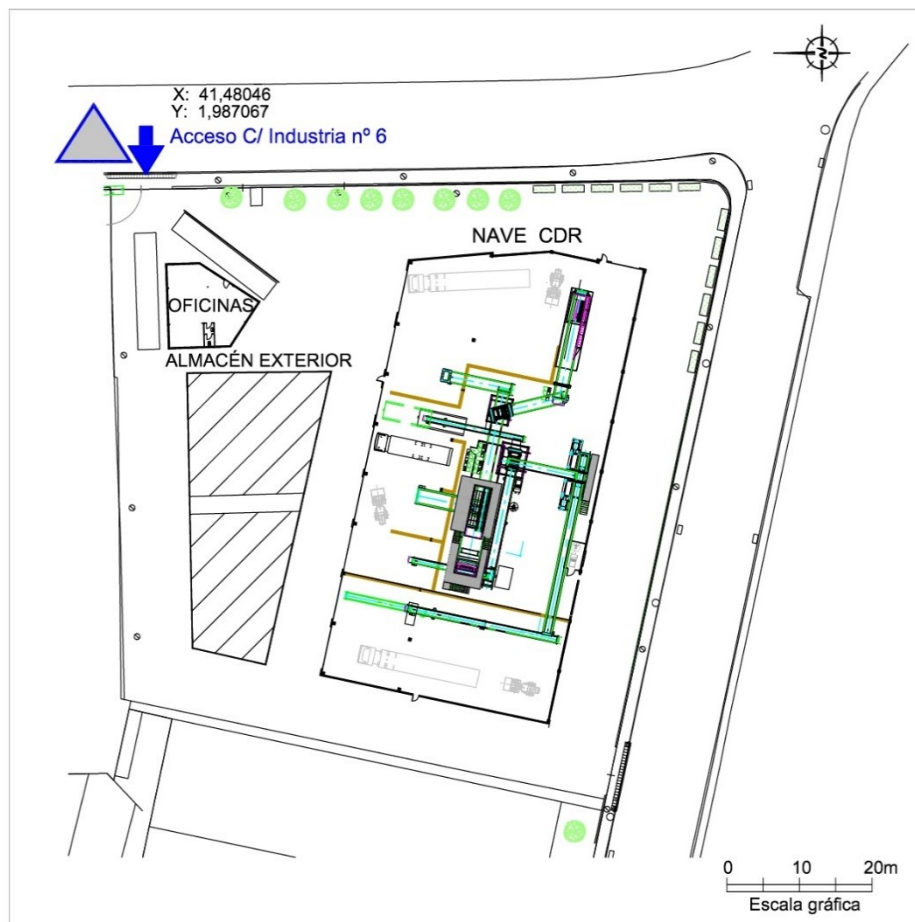 N
X: 41,48046
Y: 1,987067
Acceso C/ Industria nº 6
NAVE CDR
OFICINAS
ALMACÉN EXTERIOR
0 10 20m
Escala gráfica